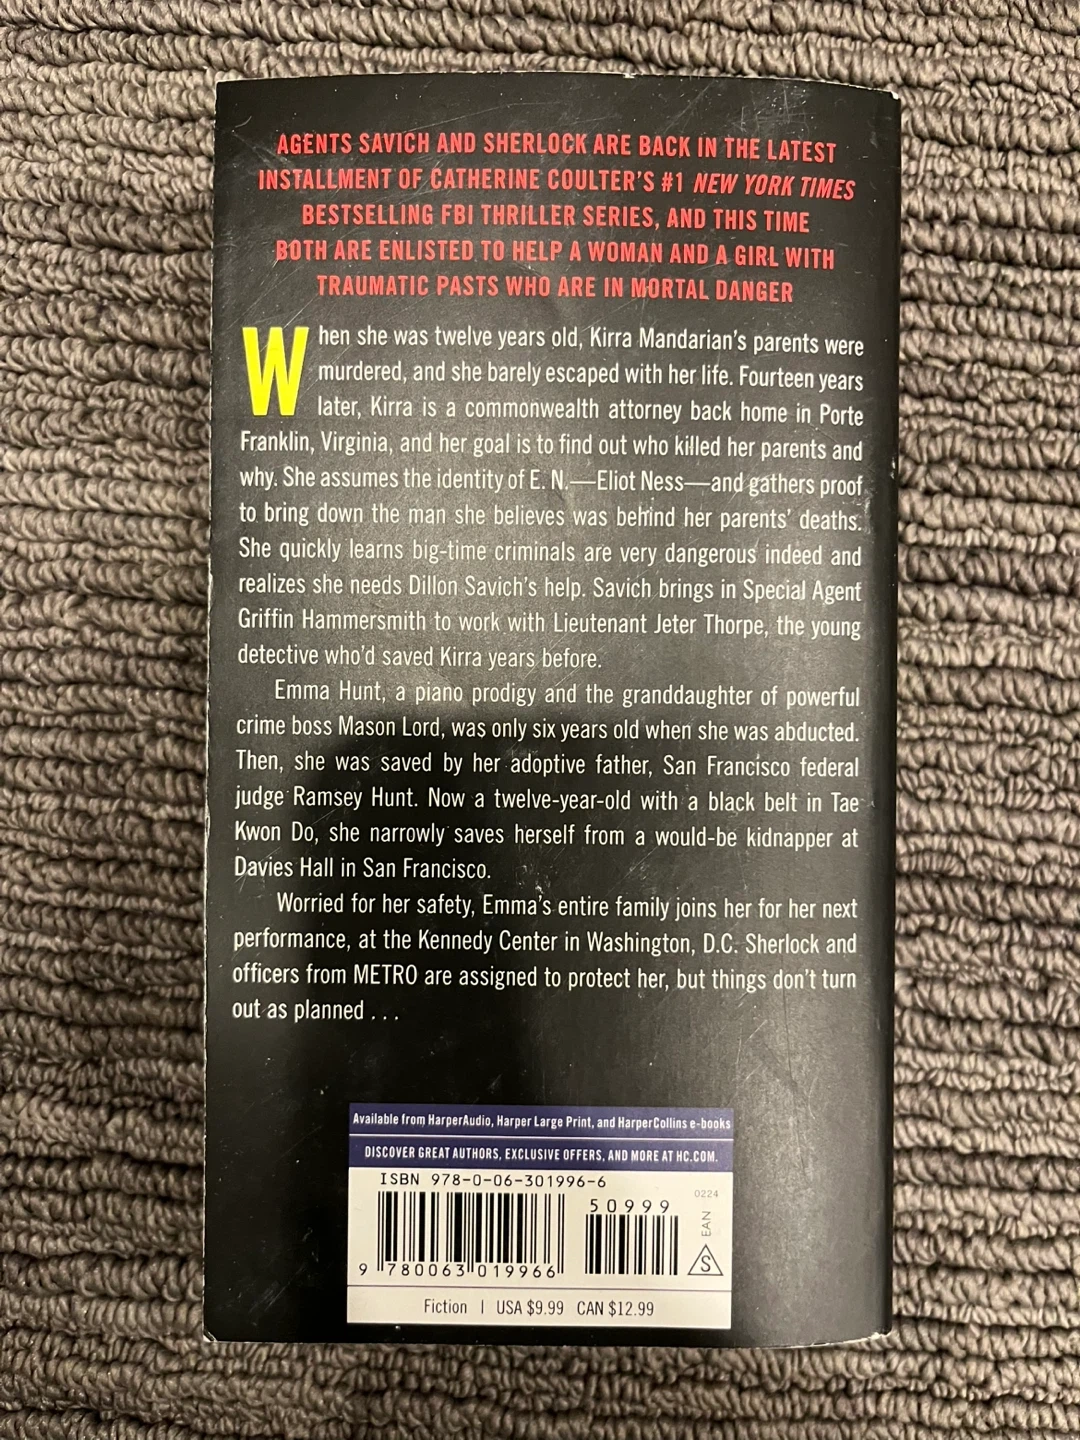 AGENTS SAVICH AND SHERLOCK ARE BACK IN THE LATEST
INSTALLMENT OF CATHERINE COULTER'S #1 NEW YORK TIMES
BESTSELLING FBI THRILLER SERIES, AND THIS TIME
BOTH ARE ENLISTED TO HELP A WOMAN AND A GIRL WITH
TRAUMATIC PASTS WHO ARE IN MORTAL DANGER
When she was twelve years old, Kirra Mandarian's parents were
murdered, and she barely escaped with her life. Fourteen years
later, Kirra is a commonwealth attorney back home in Porte
Franklin, Virginia, and her goal is to find out who killed her parents and
why. She assumes the identity of E. N.—Eliot Ness—and gathers proof
to bring down the man she believes was behind her parents' deaths.
She quickly learns big-time criminals are very dangerous indeed and
realizes she needs Dillon Savich's help. Savich brings in Special Agent
Griffin Hammersmith to work with Lieutenant Jeter Thorpe, the young
detective who'd saved Kirra years before.
Emma Hunt, a piano prodigy and the granddaughter of powerful
crime boss Mason Lord, was only six years old when she was abducted.
Then, she was saved by her adoptive father, San Francisco federal
judge Ramsey Hunt. Now a twelve-year-old with a black belt in Tae
Kwon Do, she narrowly saves herself from a would-be kidnapper at
Davies Hall in San Francisco.
Worried for her safety, Emma's entire family joins her for her next
performance, at the Kennedy Center in Washington, D.C. Sherlock and
officers from METRO are assigned to protect her, but things don't turn
out as planned . . .
Available from HarperAudio, Harper Large Print, and HarperCollins e-books
DISCOVER GREAT AUTHORS, EXCLUSIVE OFFERS, AND MORE AT HC.COM.
ISBN 978-0-06-301996-6
50999
0224
EAN
S
9 780063 019966
Fiction | USA $9.99 CAN $12.99